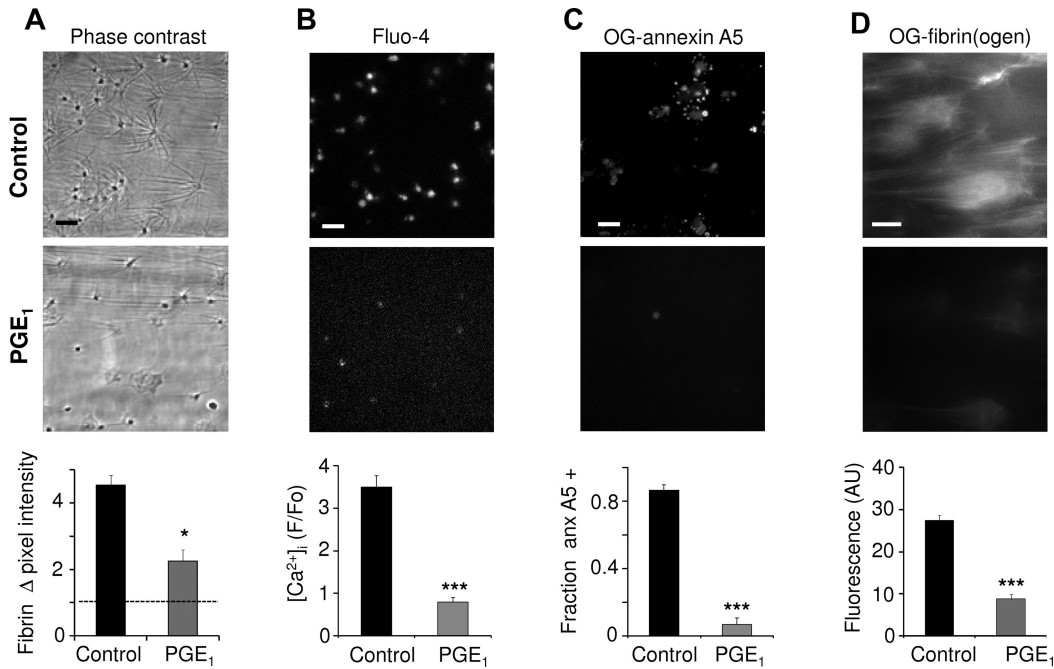 A
Phase contrast
B
Fluo-4
C
OG-annexin A5
D
OG-fibrin(ogen)
Control
PGE₁
Fibrin Δ pixel intensity
4
2
0
*
Control
PGE₁
[Ca²⁺]ᵢ (F/Fo)
4
3
2
1
0
***
Control
PGE₁
Fraction anx A5 +
0.8
0.4
0
***
Control
PGE₁
Fluorescence (AU)
40
30
20
10
0
***
Control
PGE₁